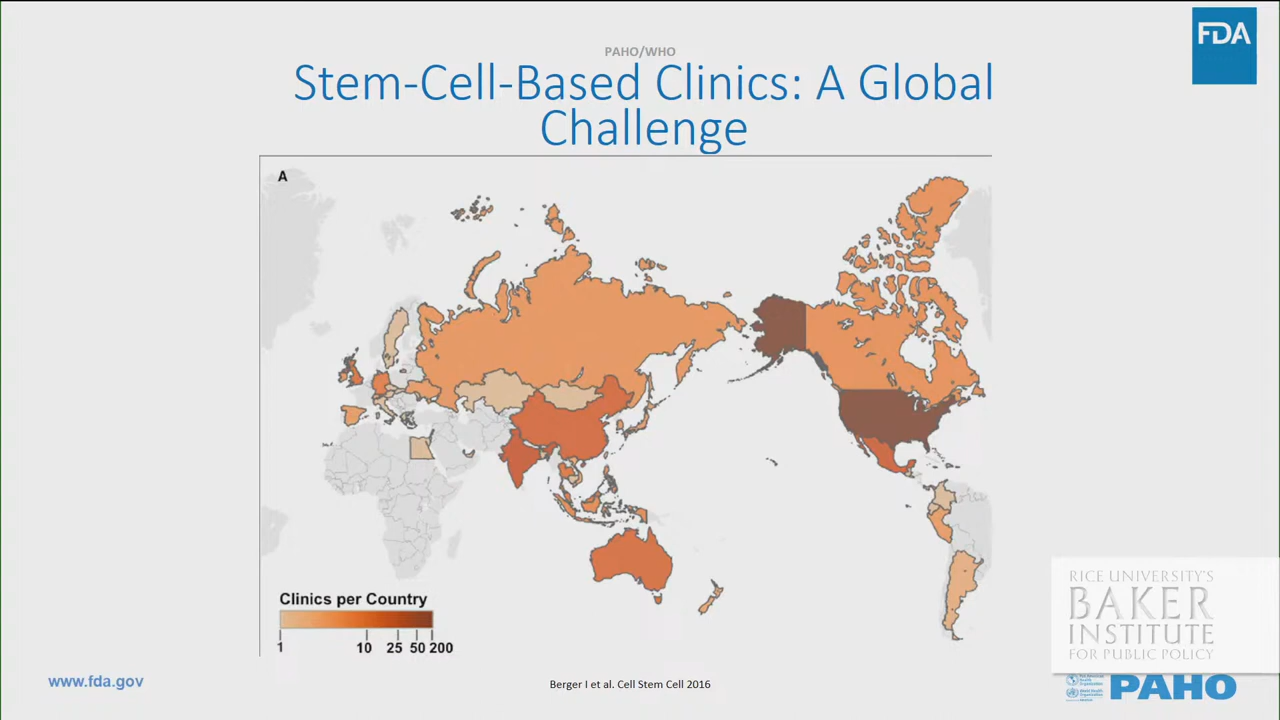 PAHO/WHO
FDA
Stem-Cell-Based Clinics: A Global
Challenge
A
Clinics per Country
1 10 25 50 200
RICE UNIVERSITY'S
BAKER
INSTITUTE
FOR PUBLIC POLICY
www.fda.gov
Berger I et al. Cell Stem Cell 2016
PAHO